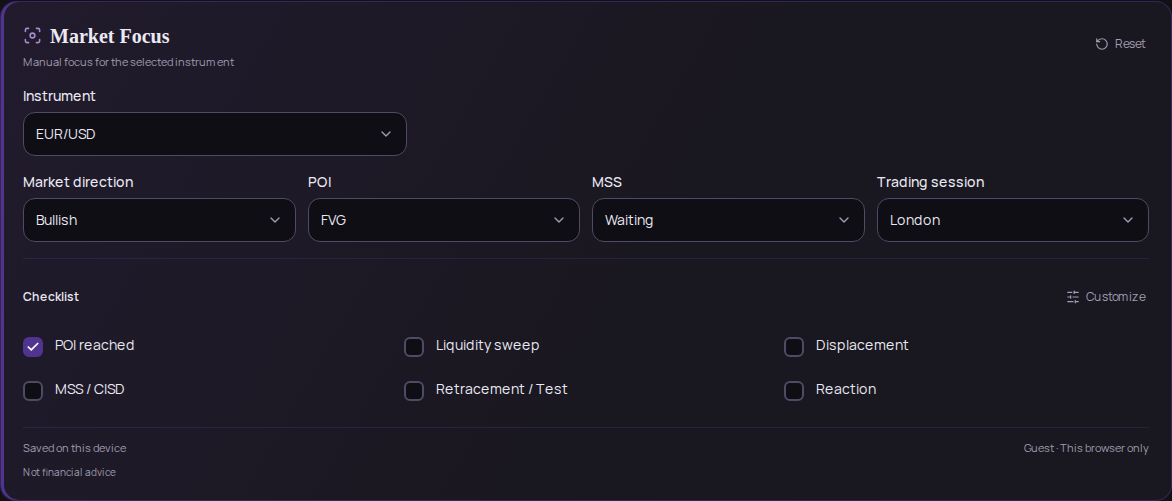 Market Focus
Reset
Manual focus for the selected instrument
Instrument
EUR/USD
Market direction POI MSS Trading session
Bullish FVG Waiting London
Checklist
Customize
POI reached Liquidity sweep Displacement
MSS / CISD Retracement / Test Reaction
Saved on this device
Guest · This browser only
Not financial advice